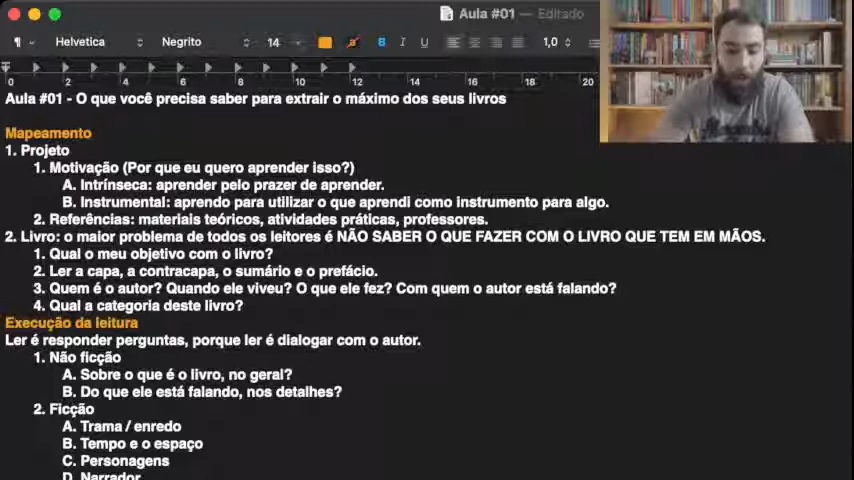 Aula #01 — Editado
¶ Helvetica Negrito 14 B I U 1,0
0 2 4 6 8 10 12 14 16 18 20
Aula #01 - O que você precisa saber para extrair o máximo dos seus livros
Mapeamento
1. Projeto
1. Motivação (Por que eu quero aprender isso?)
A. Intrínseca: aprender pelo prazer de aprender.
B. Instrumental: aprendo para utilizar o que aprendi como instrumento para algo.
2. Referências: materiais teóricos, atividades práticas, professores.
2. Livro: o maior problema de todos os leitores é NÃO SABER O QUE FAZER COM O LIVRO QUE TEM EM MÃOS.
1. Qual o meu objetivo com o livro?
2. Ler a capa, a contracapa, o sumário e o prefácio.
3. Quem é o autor? Quando ele viveu? O que ele fez? Com quem o autor está falando?
4. Qual a categoria deste livro?
Execução da leitura
Ler é responder perguntas, porque ler é dialogar com o autor.
1. Não ficção
A. Sobre o que é o livro, no geral?
B. Do que ele está falando, nos detalhes?
2. Ficção
A. Trama / enredo
B. Tempo e o espaço
C. Personagens
D. Narrador